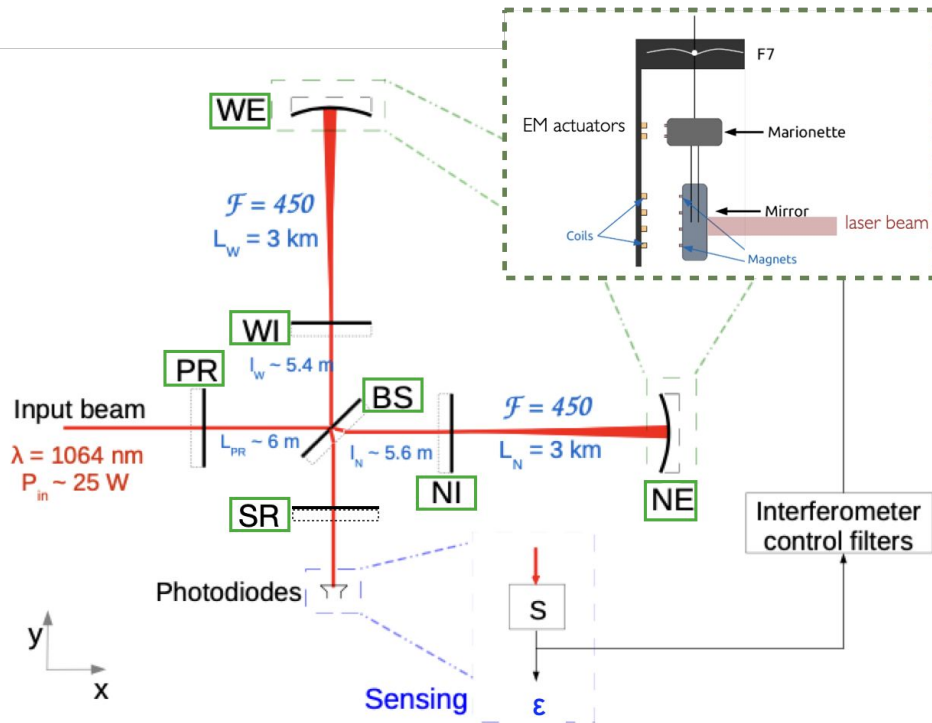 F7
WE
EM actuators
Marionette
ℱ = 450
L_W = 3 km
Mirror
laser beam
Coils
Magnets
WI
l_W ~ 5.4 m
PR
BS
Input beam
ℱ = 450
L_PR ~ 6 m
l_N ~ 5.6 m
L_N = 3 km
λ = 1064 nm
P_in ~ 25 W
NI
NE
SR
Interferometer
control filters
Photodiodes
S
y
x
Sensing
ε